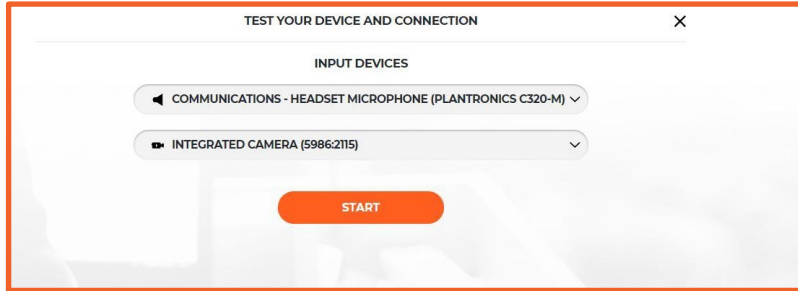 TEST YOUR DEVICE AND CONNECTION
INPUT DEVICES
COMMUNICATIONS - HEADSET MICROPHONE (PLANTRONICS C320-M)
INTEGRATED CAMERA (5986:2115)
START